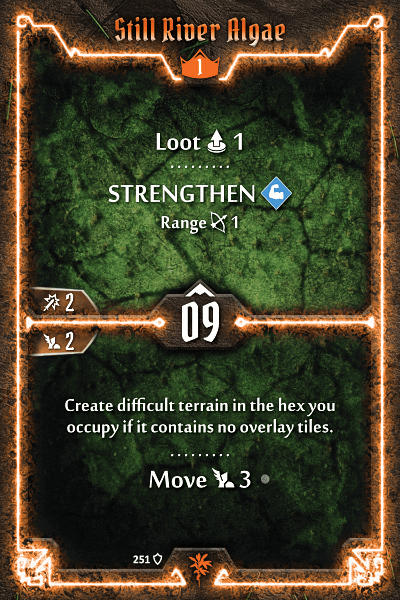 Still River Algae
1
Loot 1
STRENGTHEN
Range 1
2
09
2
Create difficult terrain in the hex you
occupy if it contains no overlay tiles.
Move 3
251